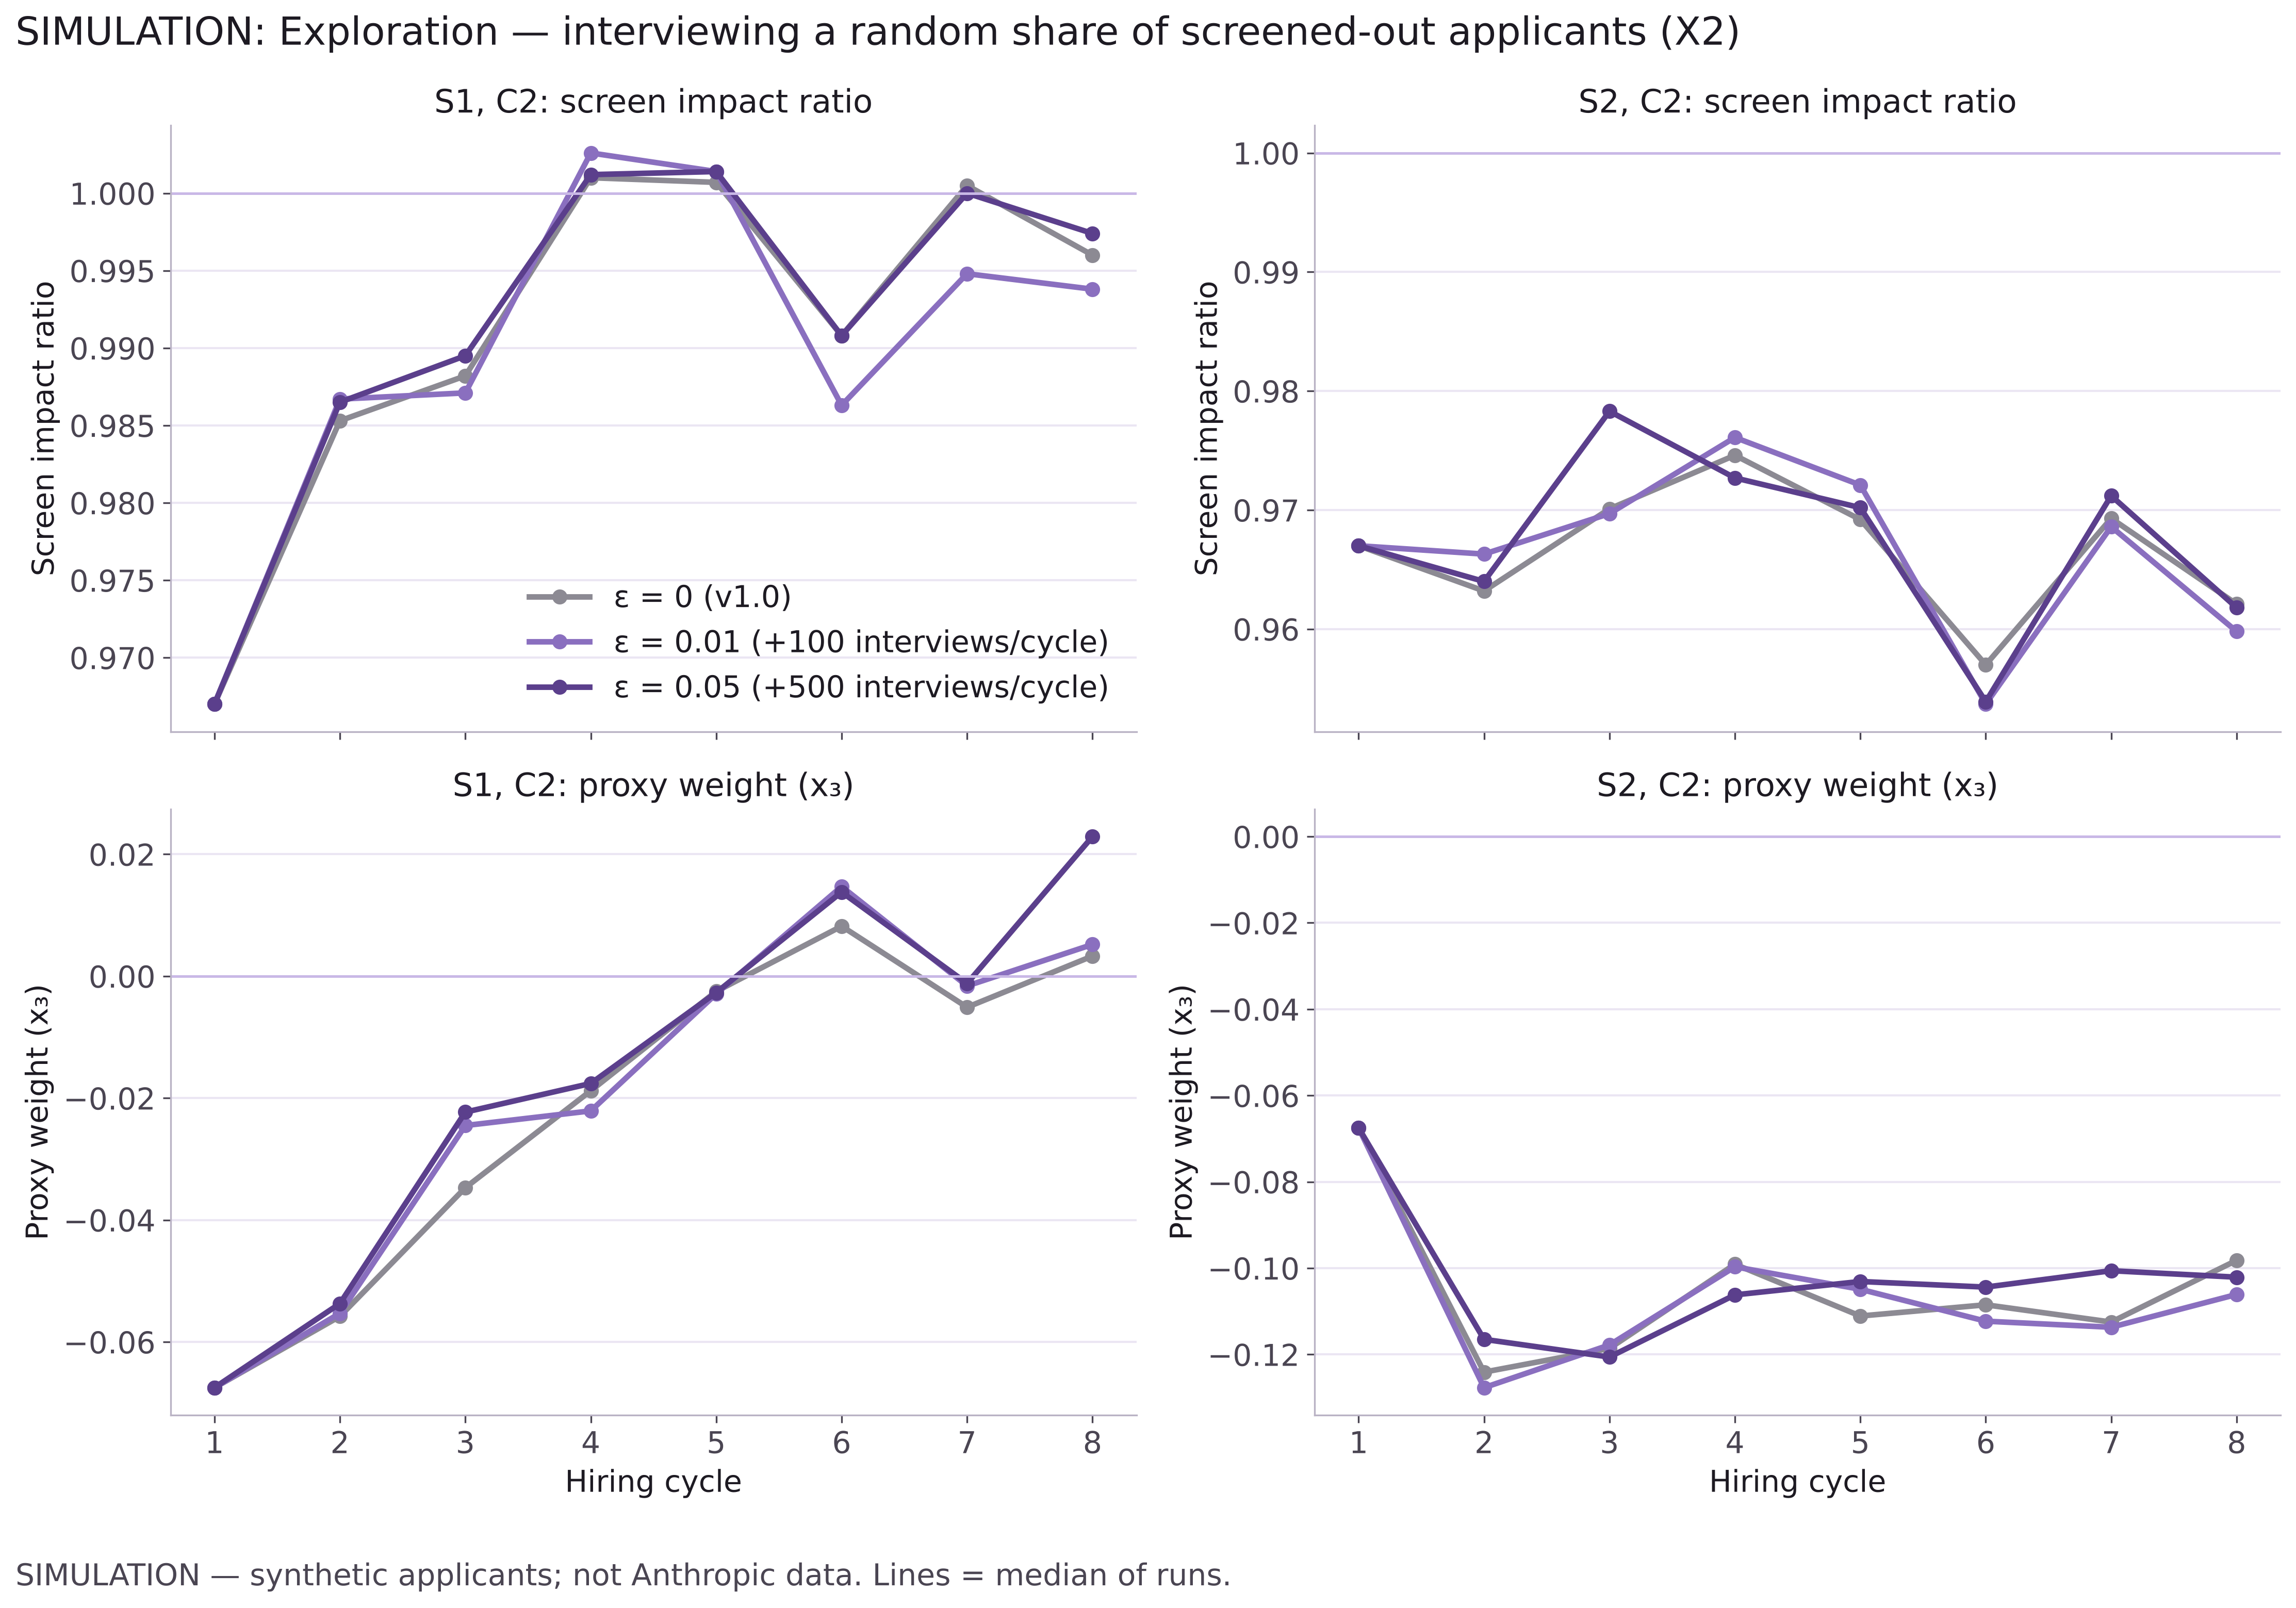 SIMULATION: Exploration — interviewing a random share of screened-out applicants (X2)
S1, C2: screen impact ratio
Screen impact ratio
1.000
0.995
0.990
0.985
0.980
0.975
0.970
ε = 0 (v1.0)
ε = 0.01 (+100 interviews/cycle)
ε = 0.05 (+500 interviews/cycle)
S2, C2: screen impact ratio
Screen impact ratio
1.00
0.99
0.98
0.97
0.96
S1, C2: proxy weight (x₃)
Proxy weight (x₃)
0.02
0.00
−0.02
−0.04
−0.06
1 2 3 4 5 6 7 8
Hiring cycle
S2, C2: proxy weight (x₃)
Proxy weight (x₃)
0.00
−0.02
−0.04
−0.06
−0.08
−0.10
−0.12
1 2 3 4 5 6 7 8
Hiring cycle
SIMULATION — synthetic applicants; not Anthropic data. Lines = median of runs.